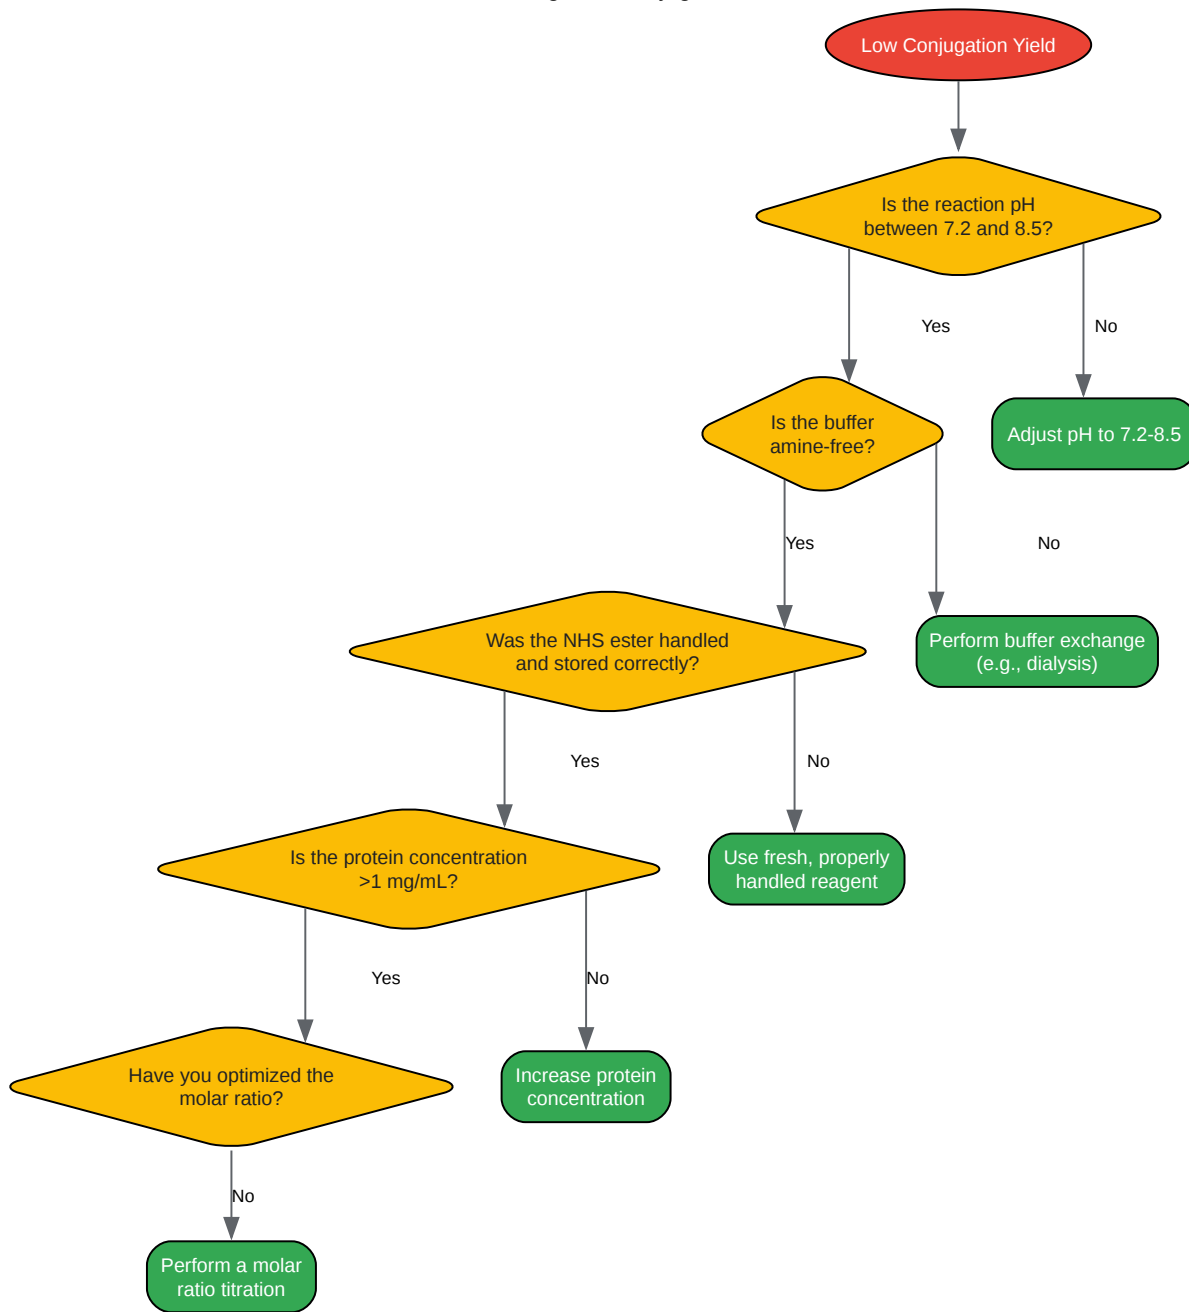 Low Conjugation Yield
Is the reaction pH
between 7.2 and 8.5?
Yes
No
Is the buffer
amine-free?
Adjust pH to 7.2-8.5
Yes
No
Was the NHS ester handled
and stored correctly?
Perform buffer exchange
(e.g., dialysis)
Yes
No
Is the protein concentration
>1 mg/mL?
Use fresh, properly
handled reagent
Yes
No
Have you optimized the
molar ratio?
Increase protein
concentration
No
Perform a molar
ratio titration